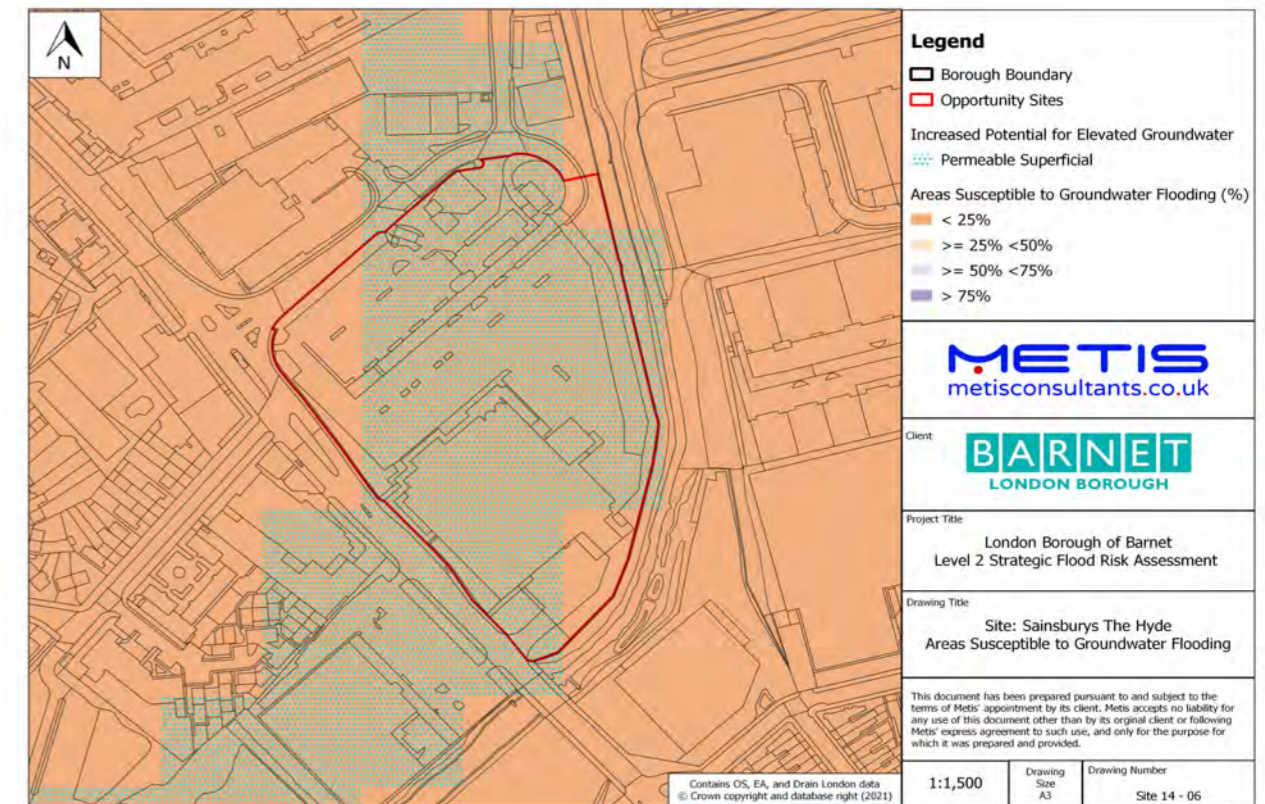 N
Legend
Borough Boundary
Opportunity Sites
Increased Potential for Elevated Groundwater
Permeable Superficial
Areas Susceptible to Groundwater Flooding (%)
< 25%
>= 25% <50%
>= 50% <75%
> 75%
METIS
metisconsultants.co.uk
Client
BARNET
LONDON BOROUGH
Project Title
London Borough of Barnet
Level 2 Strategic Flood Risk Assessment
Drawing Title
Site: Sainsburys The Hyde
Areas Susceptible to Groundwater Flooding
This document has been prepared pursuant to and subject to the
terms of Metis' appointment by its client. Metis accepts no liability for
any use of this document other than by its orginal client or following
Metis' express agreement to such use, and only for the purpose for
which it was prepared and provided.
Contains OS, EA, and Drain London data
© Crown copyright and database right (2021)
1:1,500
Drawing
Size
A3
Drawing Number
Site 14 - 06